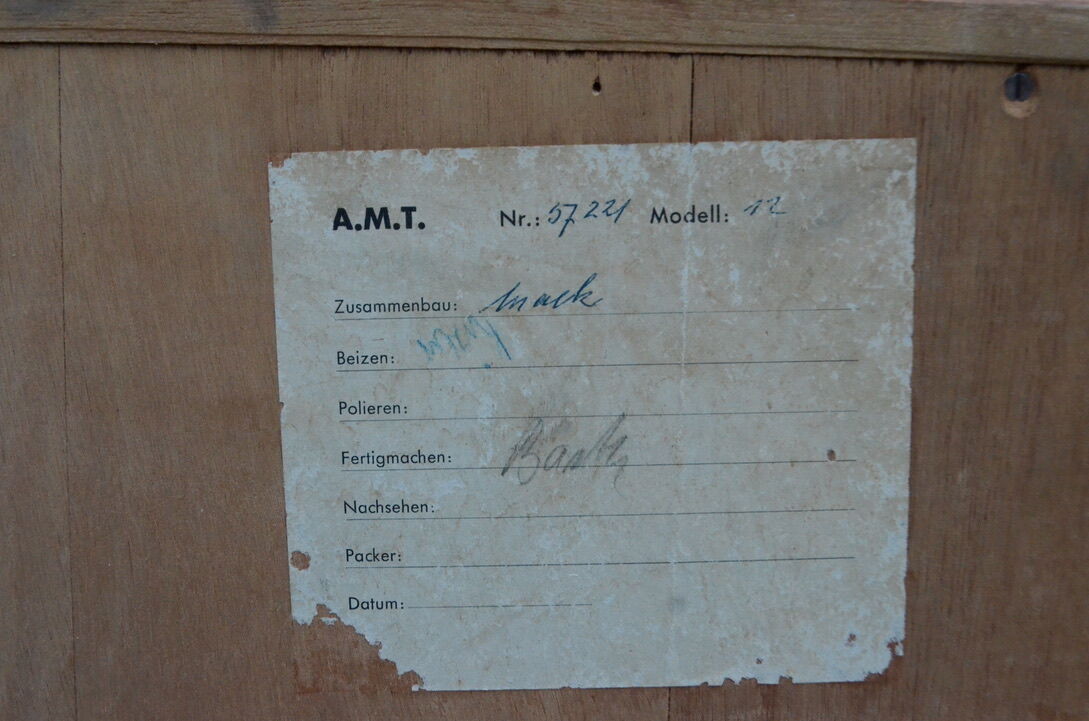 A.M.T. Nr.: 57221 Modell: 12
Zusammenbau: Mack
Beizen:
Polieren:
Fertigmachen:
Nachsehen:
Packer:
Datum: